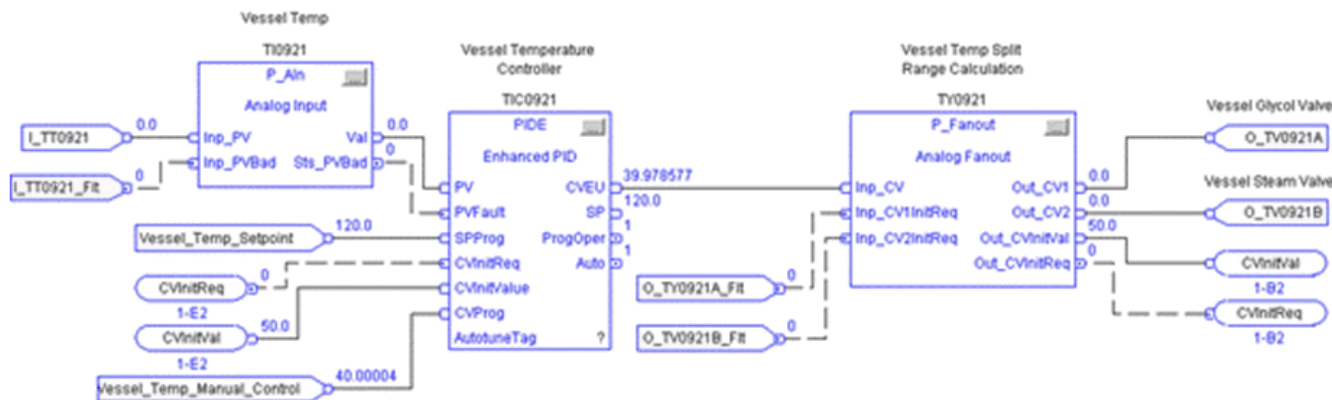 Vessel Temp
TI0921
P_AIn
Analog Input
I_TT0921
0.0
Inp_PV
Val
0.0
I_TT0921_Flt
0
Inp_PVBad
Sts_PVBad
0
Vessel Temperature
Controller
TIC0921
PIDE
Enhanced PID
PV
CVEU
39.978577
PVFault
SP
120.0
Vessel_Temp_Setpoint
120.0
SPProg
ProgOper
1
CVInitReq
0
1-E2
CVInitReq
Auto
1
CVInitVal
50.0
1-E2
CVInitValue
Vessel_Temp_Manual_Control
40.00004
CVProg
AutotuneTag
?
Vessel Temp Split
Range Calculation
TY0921
P_Fanout
Analog Fanout
Inp_CV
Out_CV1
0.0
Inp_CV1InitReq
Out_CV2
0.0
Inp_CV2InitReq
Out_CVInitVal
50.0
Out_CVInitReq
0
O_TY0921A_Flt
0
O_TV0921B_Flt
0
Vessel Glycol Valve
O_TV0921A
Vessel Steam Valve
O_TV0921B
CVInitVal
1-B2
CVInitReq
1-B2